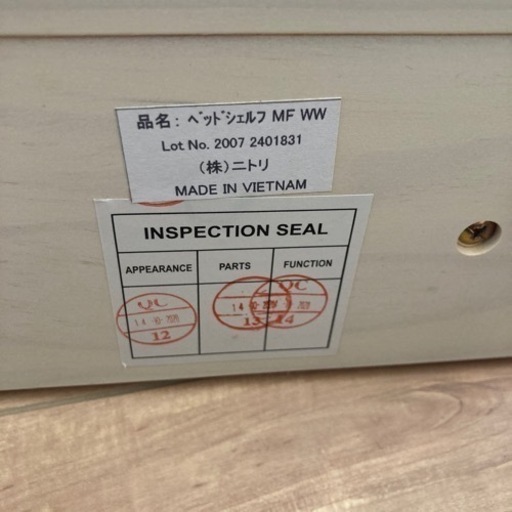 品名: ベッドシェルフ MF WW
Lot No. 2007 2401831
(株)ニトリ
MADE IN VIETNAM
INSPECTION SEAL
APPEARANCE PARTS FUNCTION
QC QC
12 13 14